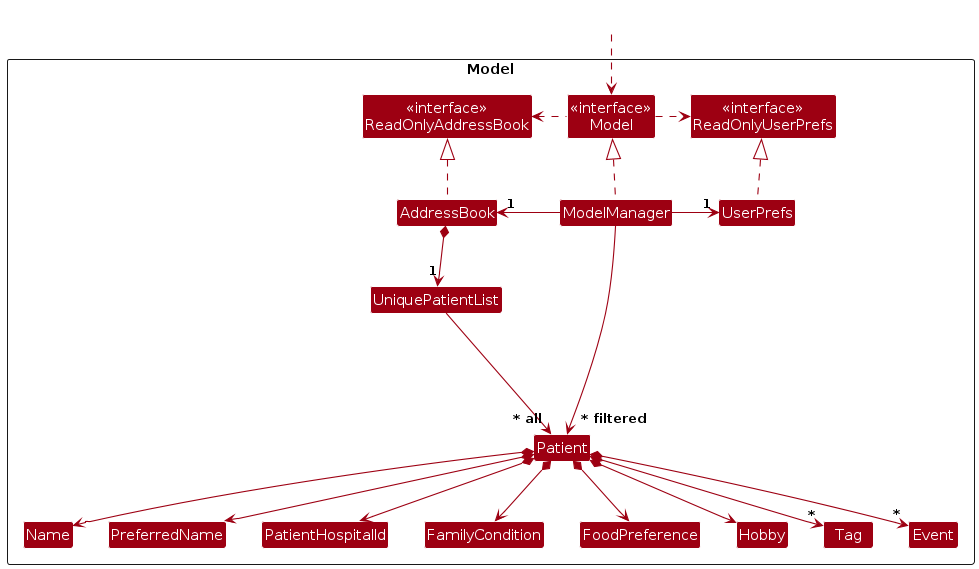 Model
«interface»
ReadOnlyAddressBook
«interface»
Model
«interface»
ReadOnlyUserPrefs
AddressBook
1
ModelManager
1
UserPrefs
1
UniquePatientList
* all
* filtered
Patient
Name
PreferredName
PatientHospitalId
FamilyCondition
FoodPreference
Hobby
*
Tag
*
Event